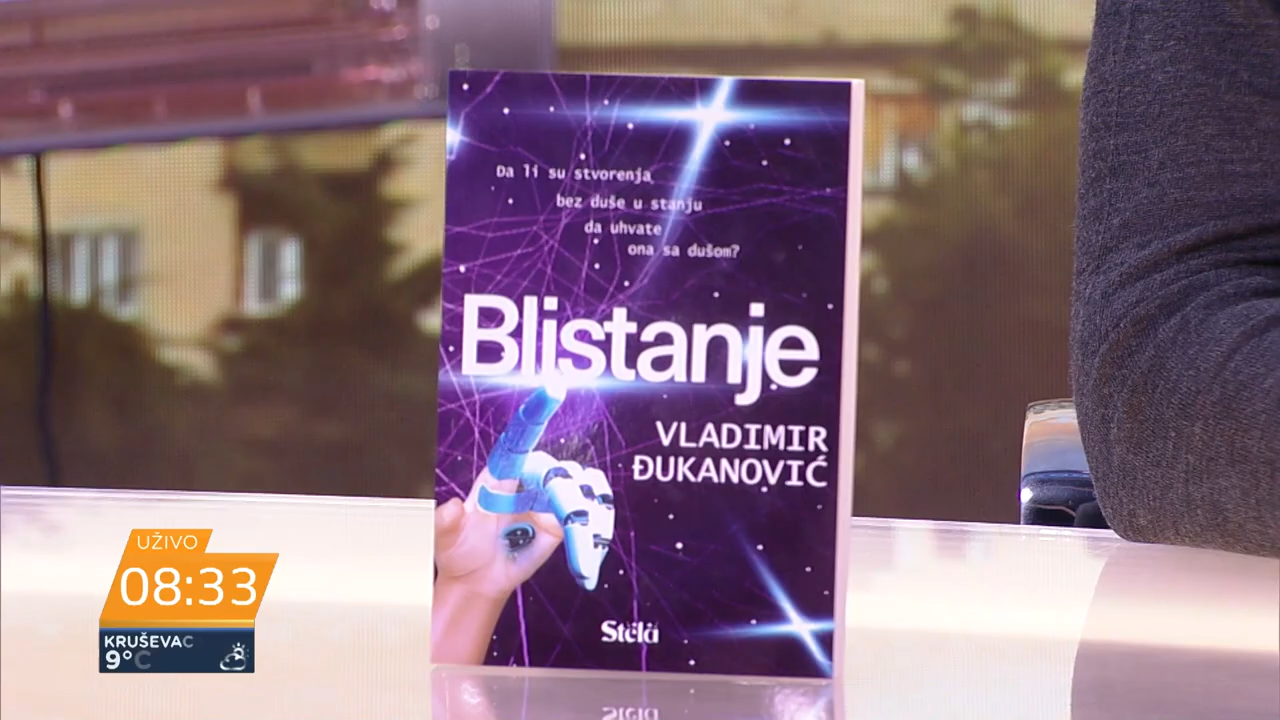 Da li su stvorenja
bez duše u stanju
da uhvate
ona sa dušom?
Blistanje
VLADIMIR
ĐUKANOVIĆ
Stela
UŽIVO
08:33
KRUŠEVAC
9°C